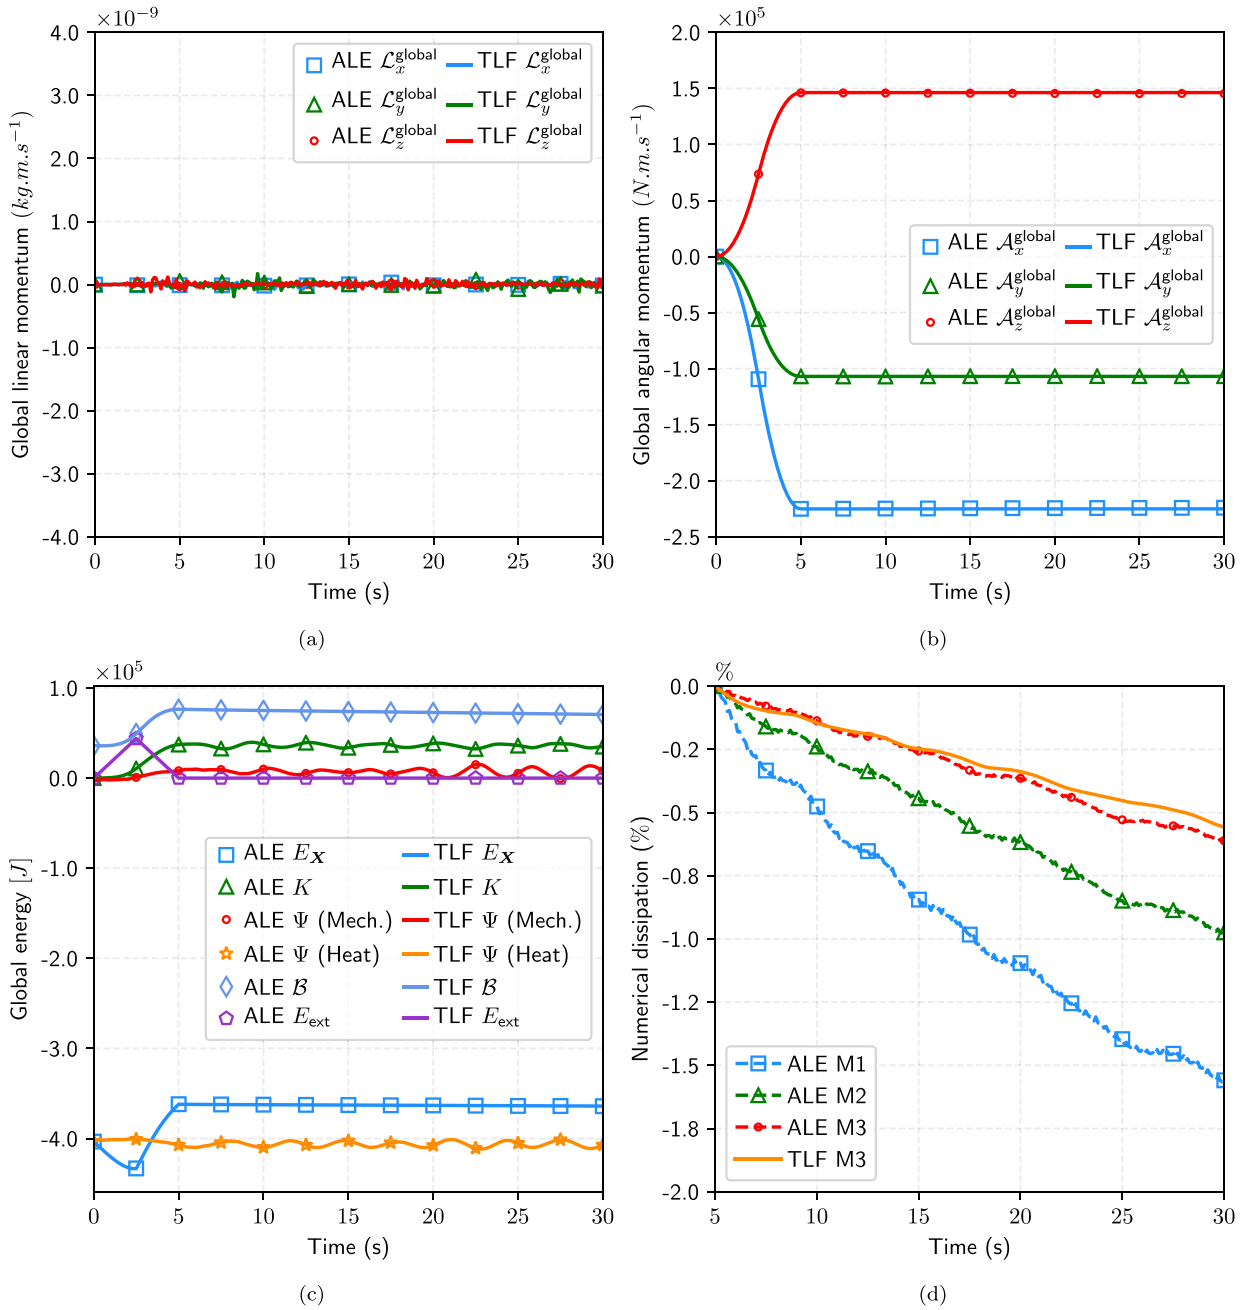 ×10⁻⁹
4.0
3.0
2.0
1.0
0.0
-1.0
-2.0
-3.0
-4.0
Global linear momentum (kg.m.s⁻¹)
ALE ℒₓ^global TLF ℒₓ^global
ALE ℒ_y^global TLF ℒ_y^global
ALE ℒ_z^global TLF ℒ_z^global
0 5 10 15 20 25 30
Time (s)
(a)
×10⁵
2.0
1.5
1.0
0.5
0.0
-0.5
-1.0
-1.5
-2.0
-2.5
Global angular momentum (N.m.s⁻¹)
ALE 𝒜ₓ^global TLF 𝒜ₓ^global
ALE 𝒜_y^global TLF 𝒜_y^global
ALE 𝒜_z^global TLF 𝒜_z^global
0 5 10 15 20 25 30
Time (s)
(b)
×10⁵
1.0
0.0
-1.0
-2.0
-3.0
-4.0
Global energy [J]
ALE E_X TLF E_X
ALE K TLF K
ALE Ψ (Mech.) TLF Ψ (Mech.)
ALE Ψ (Heat) TLF Ψ (Heat)
ALE ℬ TLF ℬ
ALE E_ext TLF E_ext
0 5 10 15 20 25 30
Time (s)
(c)
%
0.0
-0.2
-0.5
-0.8
-1.0
-1.2
-1.5
-1.8
-2.0
Numerical dissipation (%)
ALE M1
ALE M2
ALE M3
TLF M3
5 10 15 20 25 30
Time (s)
(d)